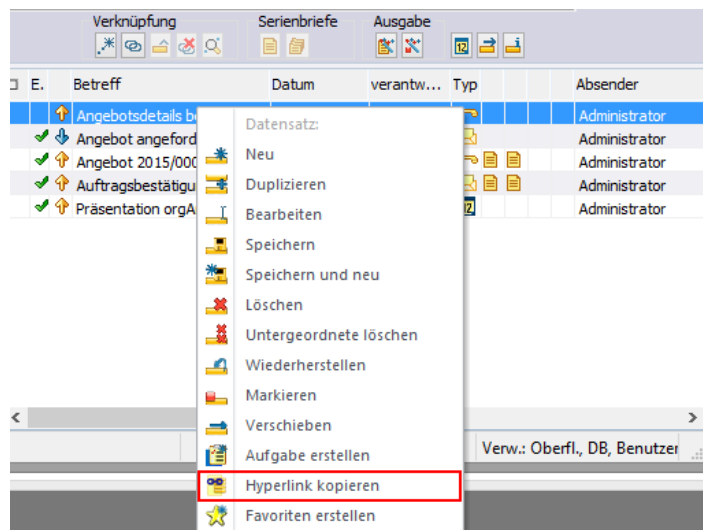 Verknüpfung Serienbriefe Ausgabe
12
E. Betreff Datum verantw... Typ Absender
Angebotsdetails be Administrator
Angebot angeford Administrator
Angebot 2015/000 Administrator
Auftragsbestätigu Administrator
Präsentation orgA 12 Administrator
Datensatz:
Neu
Duplizieren
Bearbeiten
Speichern
Speichern und neu
Löschen
Untergeordnete löschen
Wiederherstellen
Markieren
Verschieben
Aufgabe erstellen
Hyperlink kopieren
Favoriten erstellen
Verw.: Oberfl., DB, Benutzer